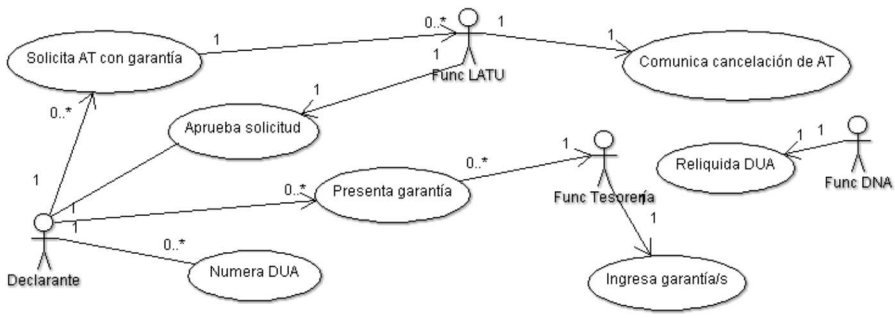 Solicita AT con garantía
1
0..*
Func LATU
1
1
Comunica cancelación de AT
1
1
Aprueba solicitud
0..*
1
1
Declarante
1
0..*
Presenta garantía
0..*
1
Func Tesorería
1
1
Ingresa garantía/s
0..*
Numera DUA
Reliquida DUA
1
1
Func DNA